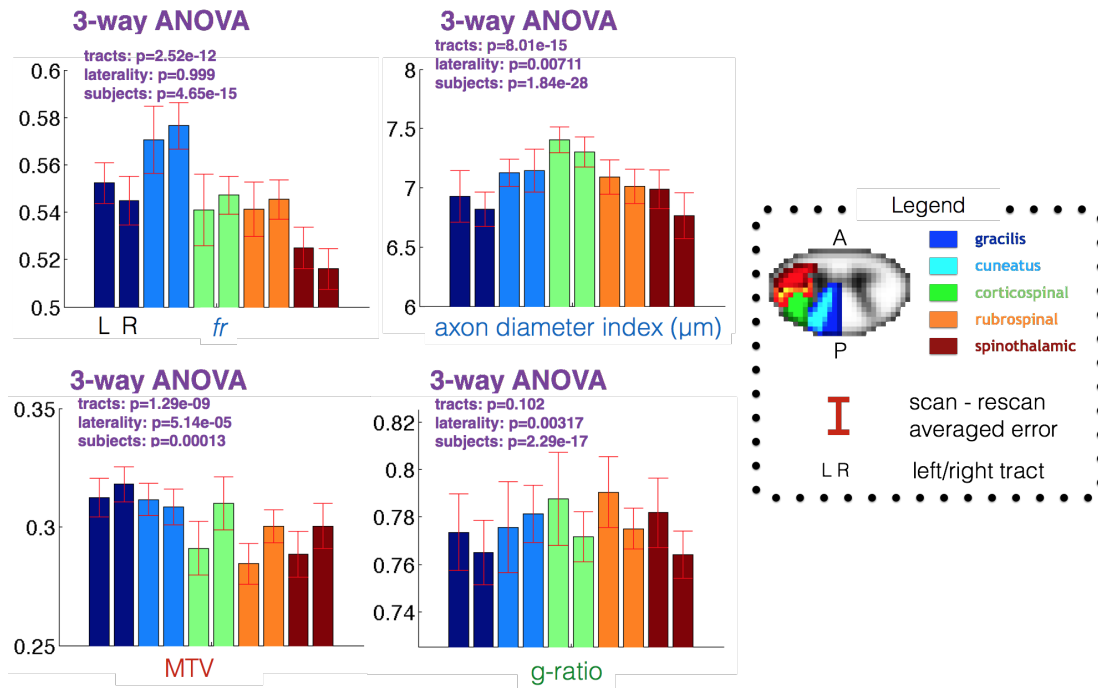 3-way ANOVA
tracts: p=2.52e-12
laterality: p=0.999
subjects: p=4.65e-15
0.6
0.58
0.56
0.54
0.52
0.5
L R
fr
3-way ANOVA
tracts: p=8.01e-15
laterality: p=0.00711
subjects: p=1.84e-28
8
7.5
7
6.5
6
axon diameter index (µm)
3-way ANOVA
tracts: p=1.29e-09
laterality: p=5.14e-05
subjects: p=0.00013
0.35
0.3
0.25
MTV
3-way ANOVA
tracts: p=0.102
laterality: p=0.00317
subjects: p=2.29e-17
0.82
0.8
0.78
0.76
0.74
g-ratio
Legend
A
P
gracilis
cuneatus
corticospinal
rubrospinal
spinothalamic
scan - rescan
averaged error
L R left/right tract